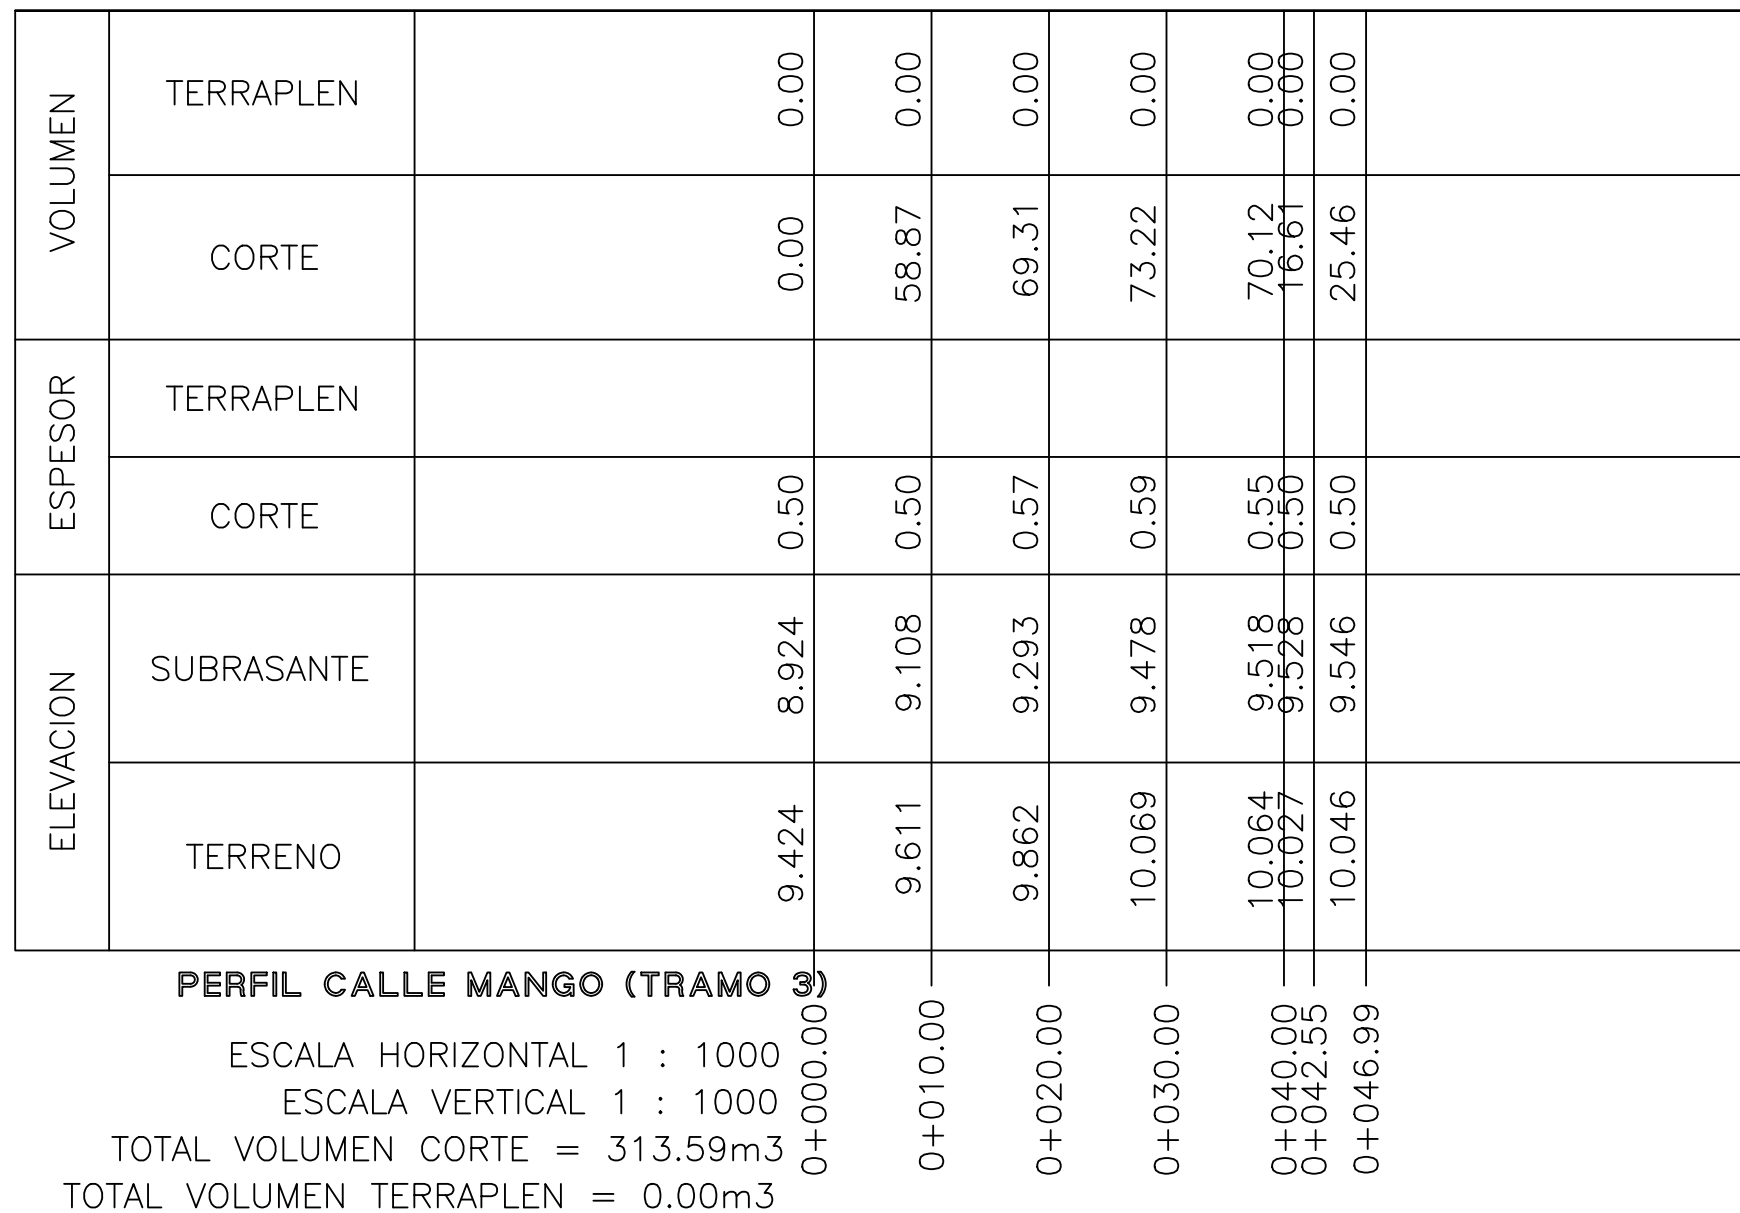 VOLUMEN
TERRAPLEN 0.00 0.00 0.00 0.00 0.00 0.00 0.00
CORTE 0.00 58.87 69.31 73.22 70.12 16.61 25.46
ESPESOR
TERRAPLEN
CORTE 0.50 0.50 0.57 0.59 0.55 0.50 0.50
ELEVACION
SUBRASANTE 8.924 9.108 9.293 9.478 9.518 9.528 9.546
TERRENO 9.424 9.611 9.862 10.069 10.064 10.027 10.046
0+000.00 0+010.00 0+020.00 0+030.00 0+040.00 0+042.55 0+046.99
PERFIL CALLE MANGO (TRAMO 3)
ESCALA HORIZONTAL 1 : 1000
ESCALA VERTICAL 1 : 1000
TOTAL VOLUMEN CORTE = 313.59m3
TOTAL VOLUMEN TERRAPLEN = 0.00m3